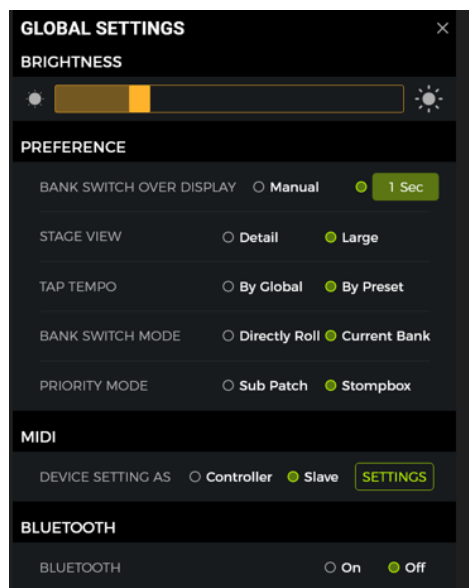 GLOBAL SETTINGS
BRIGHTNESS
PREFERENCE
BANK SWITCH OVER DISPLAY Manual 1 Sec
STAGE VIEW Detail Large
TAP TEMPO By Global By Preset
BANK SWITCH MODE Directly Roll Current Bank
PRIORITY MODE Sub Patch Stompbox
MIDI
DEVICE SETTING AS Controller Slave SETTINGS
BLUETOOTH
BLUETOOTH On Off